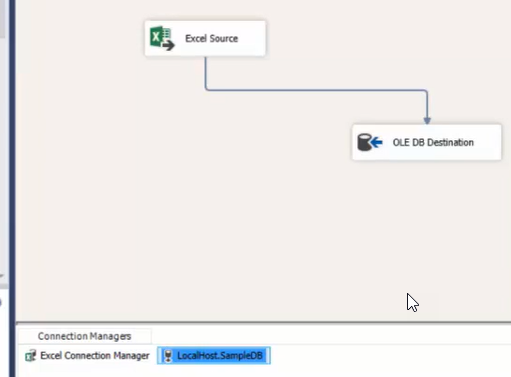 Excel Source
OLE DB Destination
Connection Managers
Excel Connection Manager
LocalHost.SampleDB